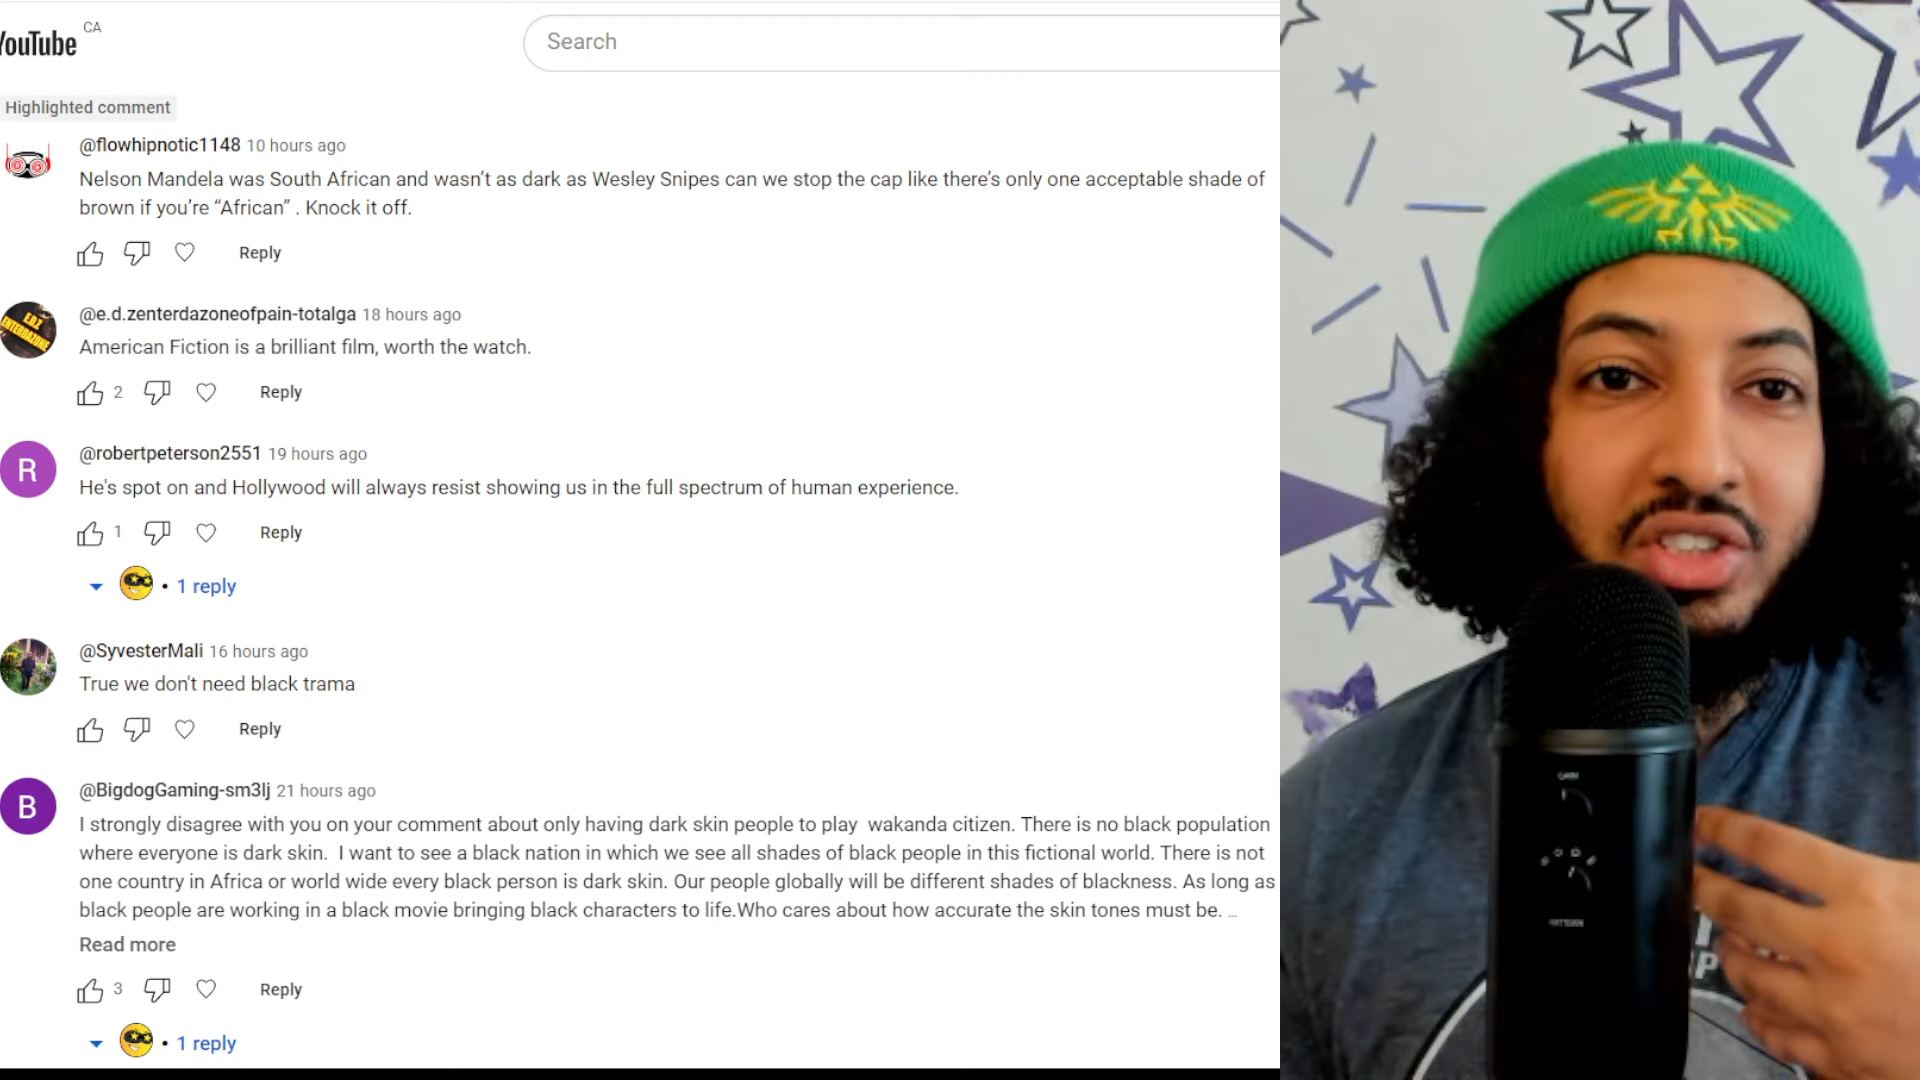 YouTube CA
Search
Highlighted comment
@flowhipnotic1148 10 hours ago
Nelson Mandela was South African and wasn't as dark as Wesley Snipes can we stop the cap like there's only one acceptable shade of
brown if you're “African” . Knock it off.
Reply
@e.d.zenterdazoneofpain-totalga 18 hours ago
American Fiction is a brilliant film, worth the watch.
2 Reply
R
@robertpeterson2551 19 hours ago
He's spot on and Hollywood will always resist showing us in the full spectrum of human experience.
1 Reply
• 1 reply
@SyvesterMali 16 hours ago
True we don't need black trama
Reply
B
@BigdogGaming-sm3lj 21 hours ago
I strongly disagree with you on your comment about only having dark skin people to play wakanda citizen. There is no black population
where everyone is dark skin. I want to see a black nation in which we see all shades of black people in this fictional world. There is not
one country in Africa or world wide every black person is dark skin. Our people globally will be different shades of blackness. As long as
black people are working in a black movie bringing black characters to life.Who cares about how accurate the skin tones must be. ...
Read more
3 Reply
• 1 reply
GAIN
PATTERN